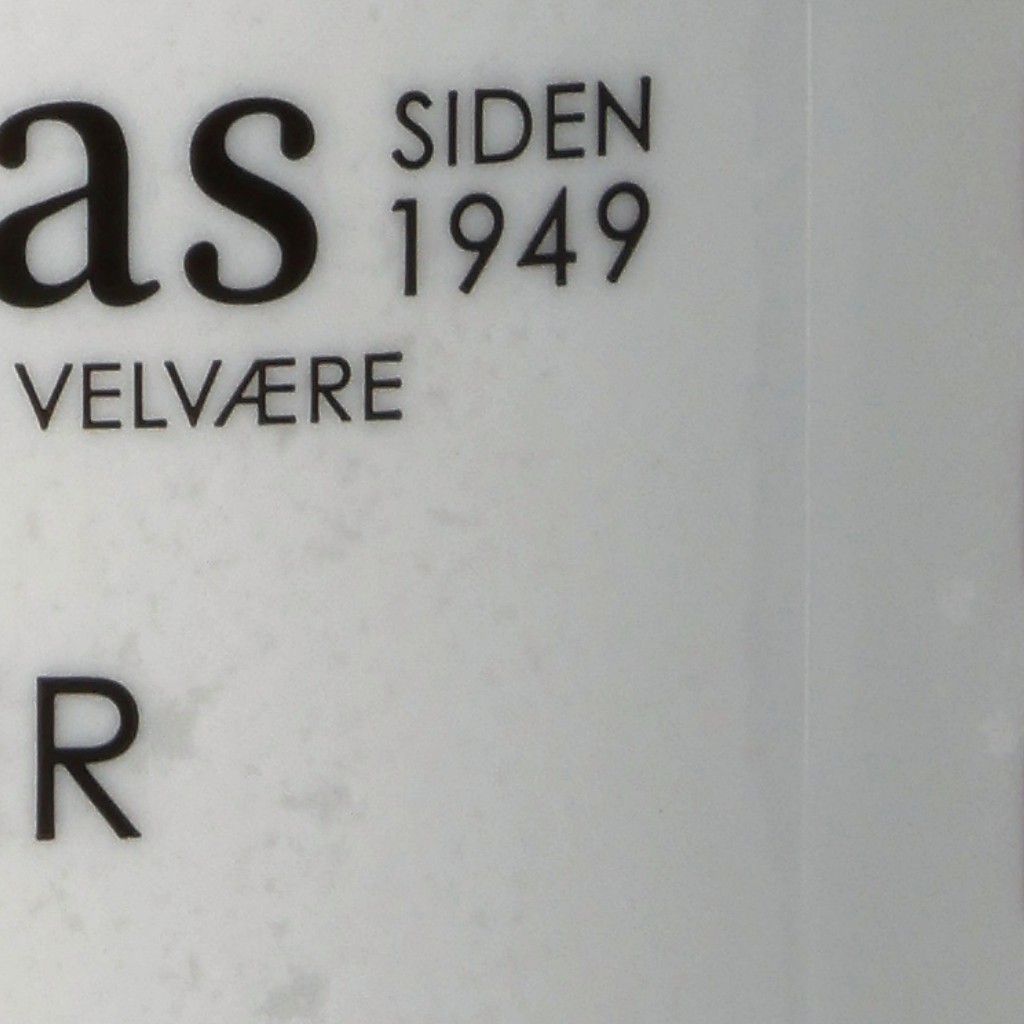 as SIDEN
1949
VELVÆRE
R